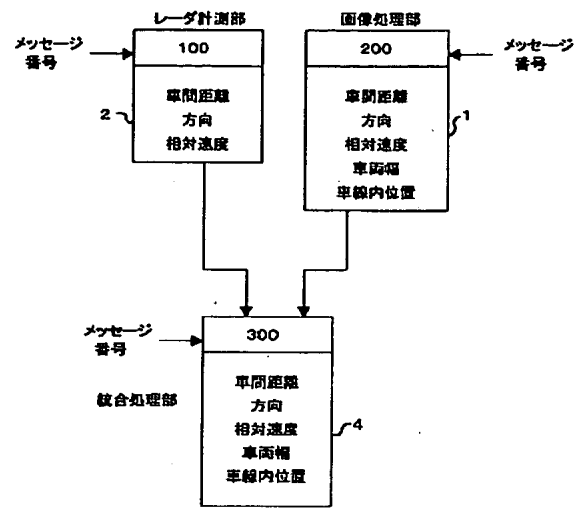 レーダ計測部
画像処理部
メッセージ
番号
100
200
メッセージ
番号
2
車間距離
方向
相対速度
車間距離
方向
相対速度
車両幅
車線内位置
1
メッセージ
番号
300
統合処理部
車間距離
方向
相対速度
車両幅
車線内位置
4